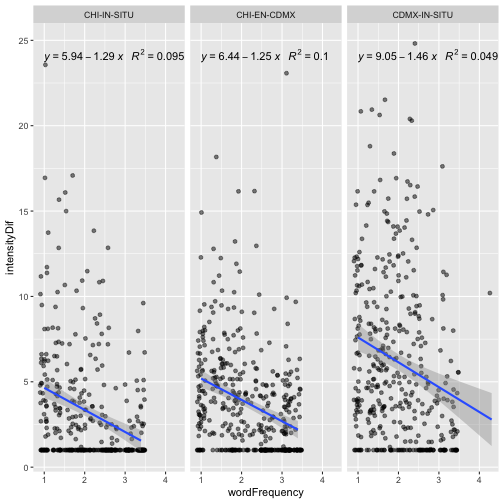 CHI-IN-SITU CHI-EN-CDMX CDMX-IN-SITU
y = 5.94 − 1.29 x R² = 0.095 y = 6.44 − 1.25 x R² = 0.1 y = 9.05 − 1.46 x R² = 0.049
25
20
15
10
5
0
intensityDif
1 2 3 4 1 2 3 4 1 2 3 4
wordFrequency